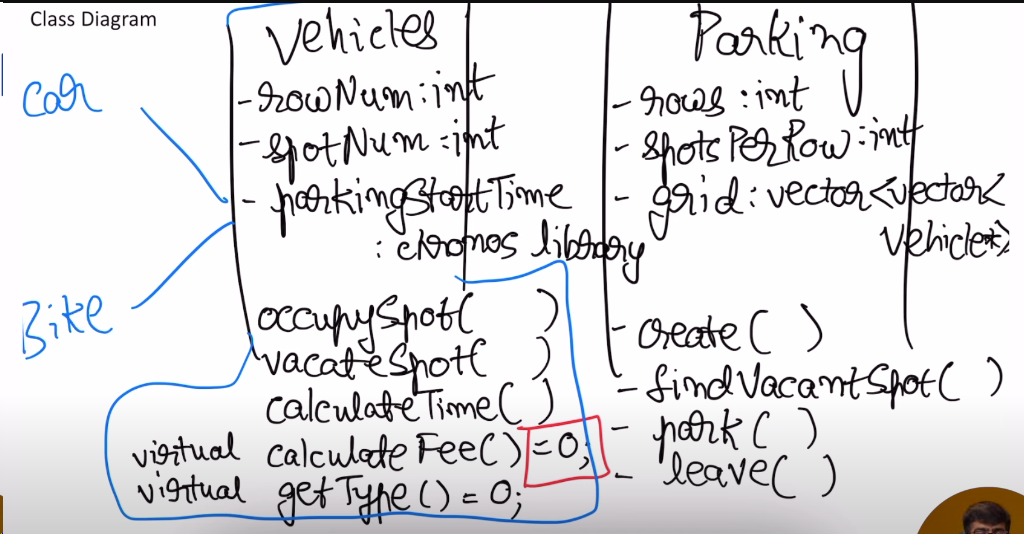 Class Diagram
Vehicles
- rowNum : int
- spotNum : int
- parkingStartTime
: chronos library
occupySpot( )
vacateSpot( )
calculateTime( )
virtual calculateFee() = 0;
virtual getType() = 0;
Car
Bike
Parking
- rows : int
- spotsPerRow : int
- grid : vector<vector<
Vehicle*>
- create( )
- findVacantSpot( )
- park( )
- leave( )